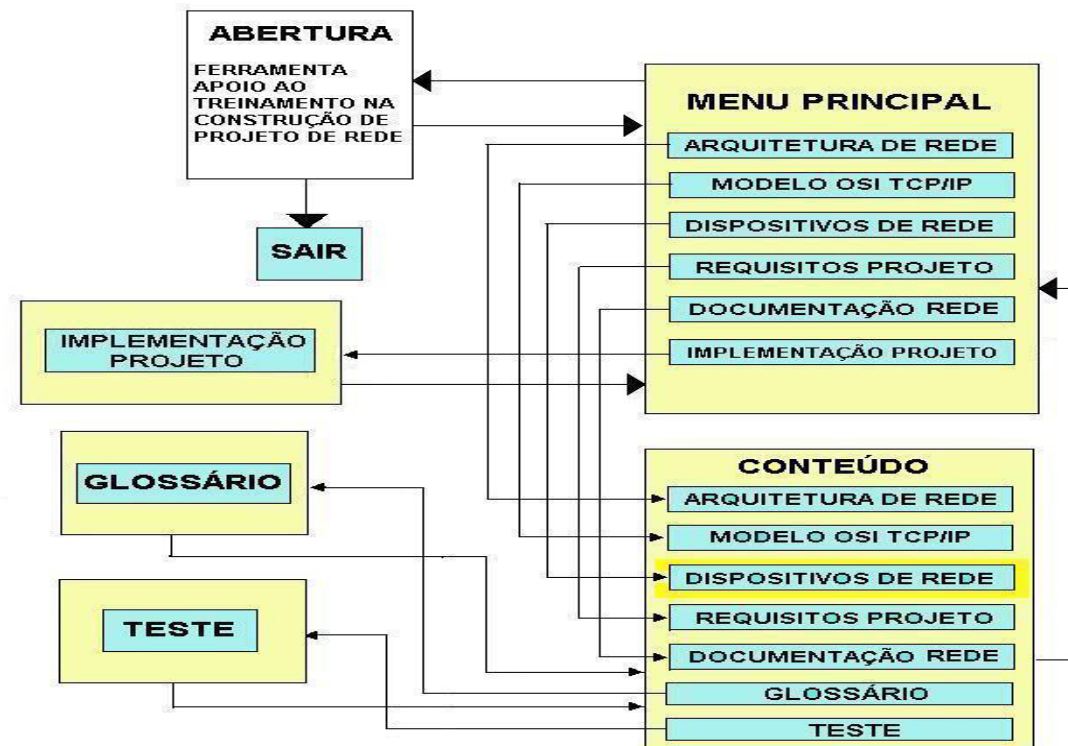 ABERTURA
FERRAMENTA
APOIO AO
TREINAMENTO NA
CONSTRUÇÃO DE
PROJETO DE REDE
SAIR
MENU PRINCIPAL
ARQUITETURA DE REDE
MODELO OSI TCP/IP
DISPOSITIVOS DE REDE
REQUISITOS PROJETO
DOCUMENTAÇÃO REDE
IMPLEMENTAÇÃO PROJETO
IMPLEMENTAÇÃO
PROJETO
GLOSSÁRIO
TESTE
CONTEÚDO
ARQUITETURA DE REDE
MODELO OSI TCP/IP
DISPOSITIVOS DE REDE
REQUISITOS PROJETO
DOCUMENTAÇÃO REDE
GLOSSÁRIO
TESTE